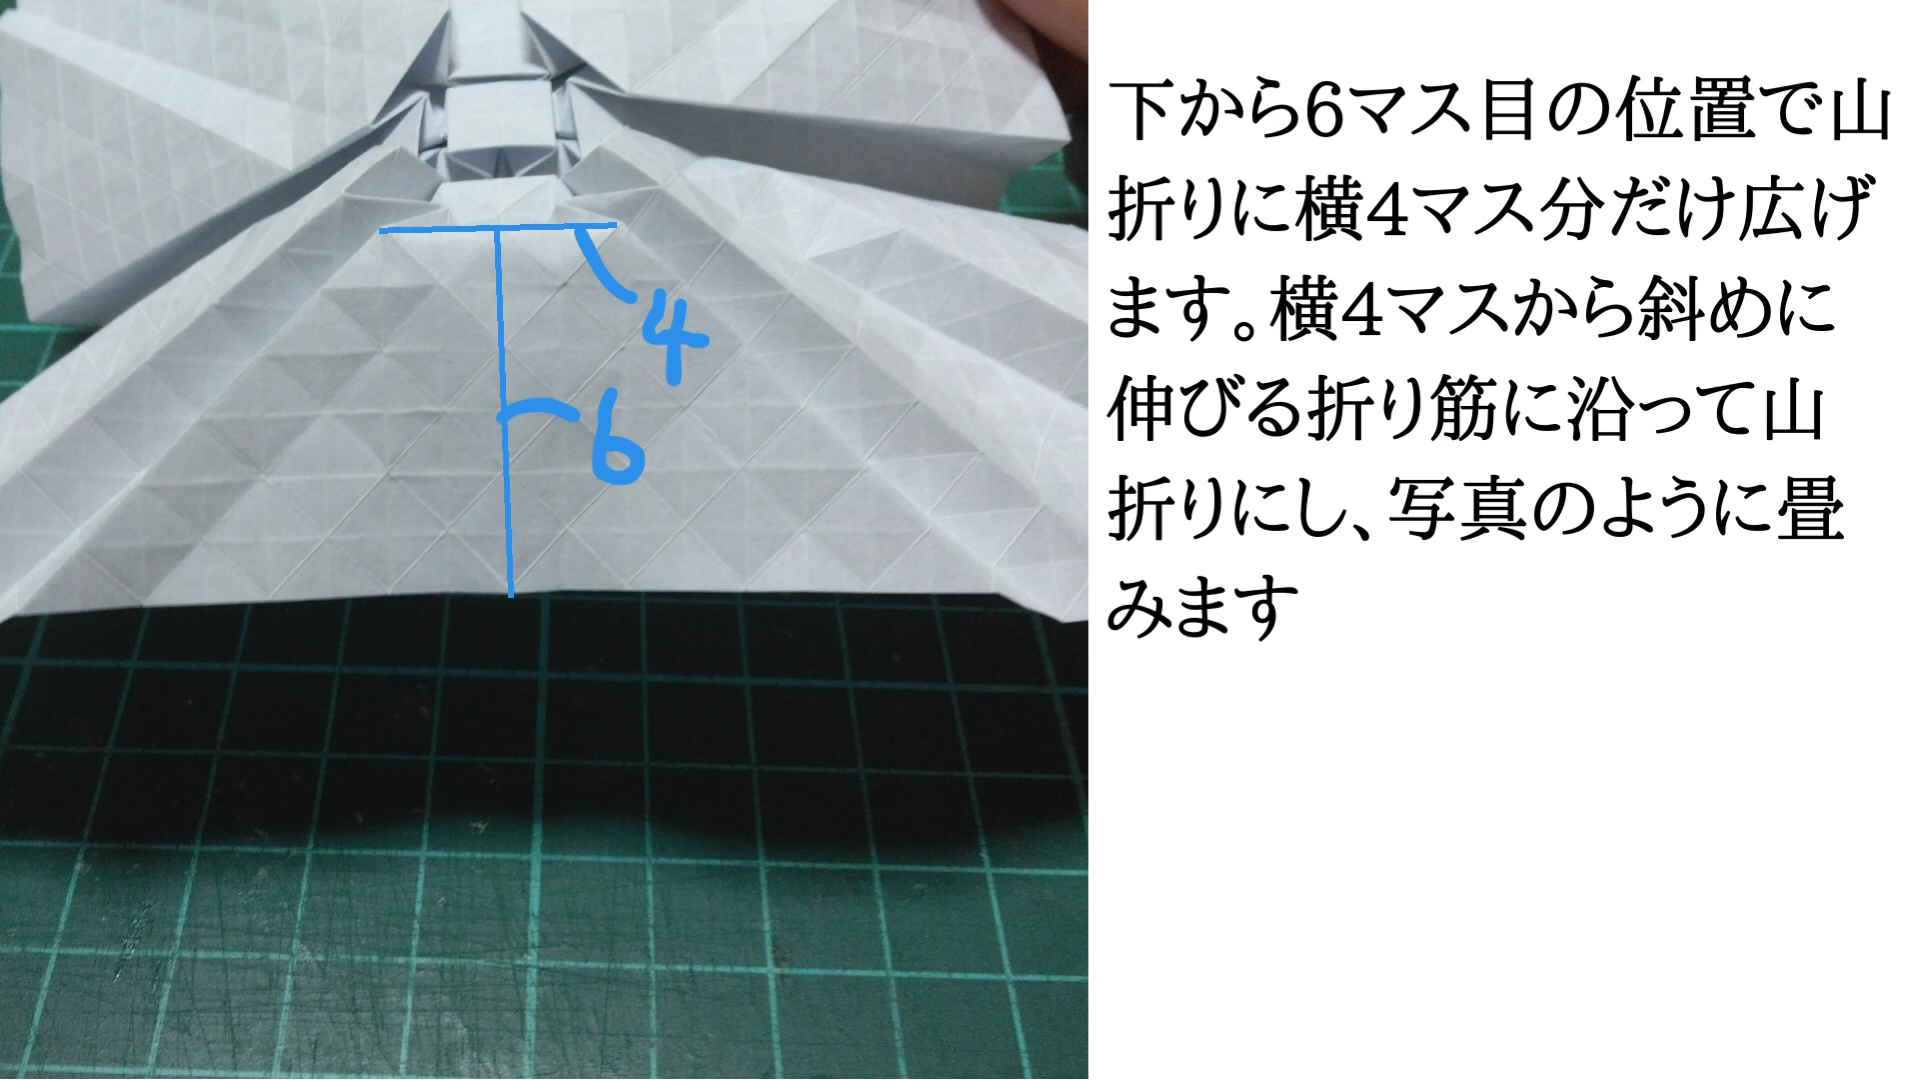 下から6マス目の位置で山
折りに横4マス分だけ広げ
ます。横4マスから斜めに
伸びる折り筋に沿って山
折りにし、写真のように畳
みます
4
6